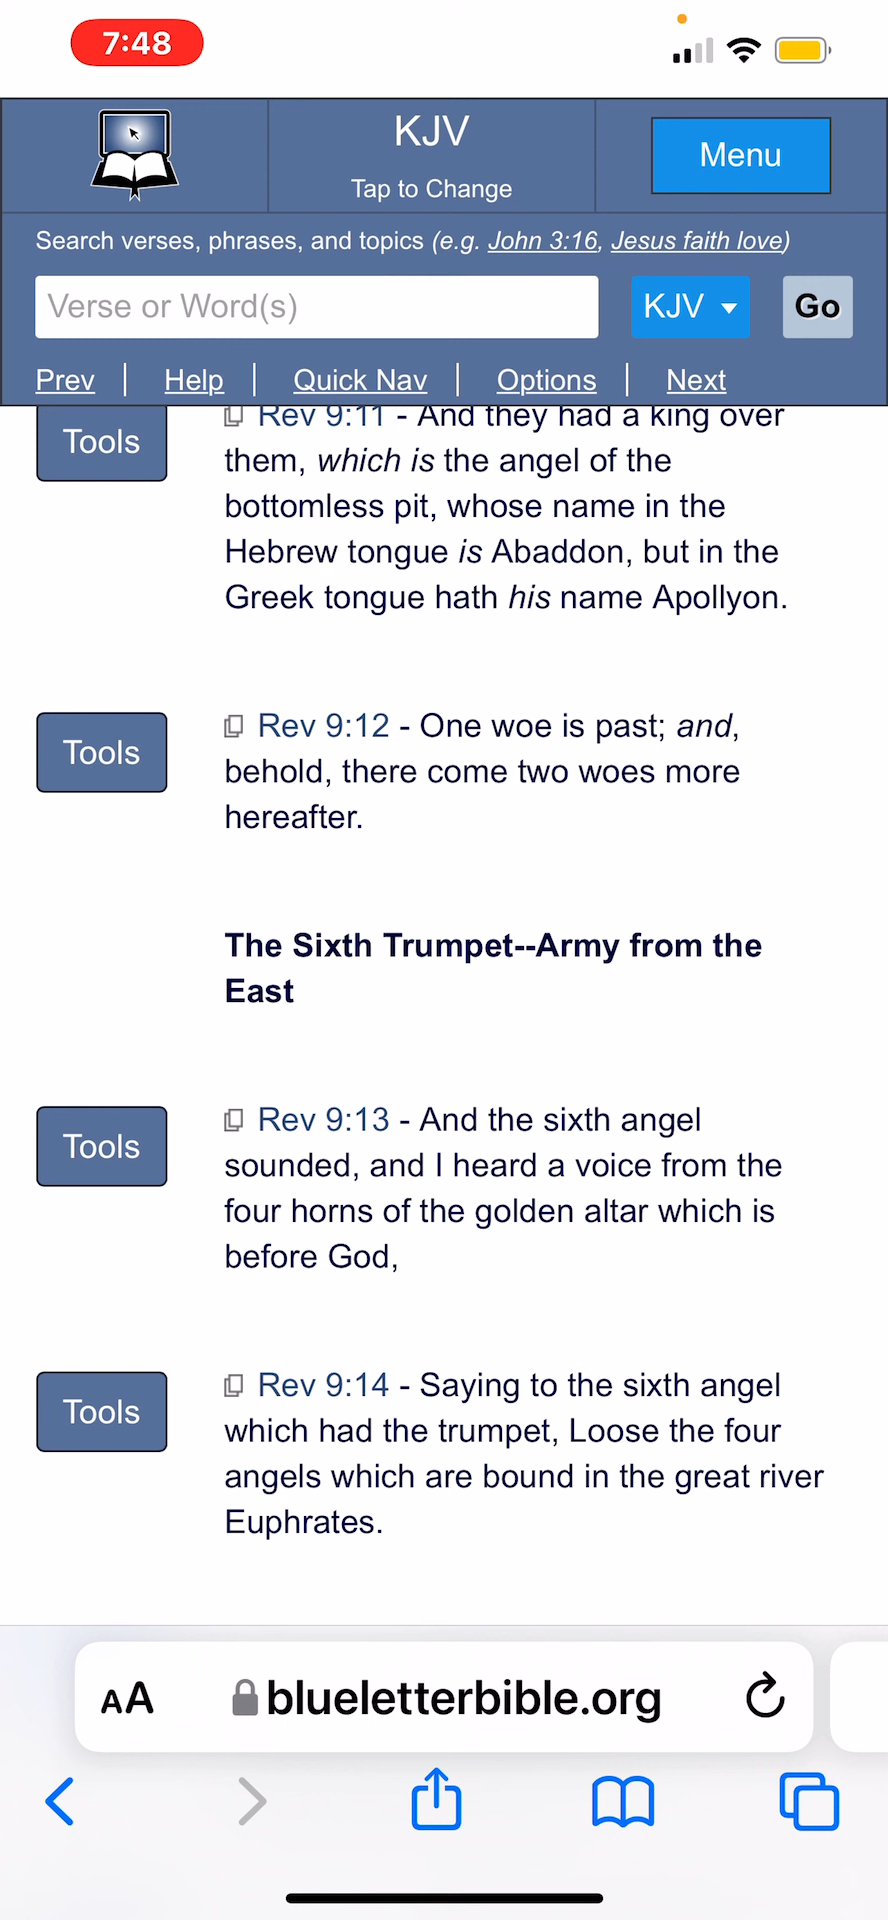 7:48
KJV
Tap to Change
Menu
Search verses, phrases, and topics (e.g. John 3:16, Jesus faith love)
Verse or Word(s)
KJV
Go
Prev | Help | Quick Nav | Options | Next
Tools
Rev 9:11 - And they had a king over
them, which is the angel of the
bottomless pit, whose name in the
Hebrew tongue is Abaddon, but in the
Greek tongue hath his name Apollyon.
Tools
Rev 9:12 - One woe is past; and,
behold, there come two woes more
hereafter.
The Sixth Trumpet--Army from the
East
Tools
Rev 9:13 - And the sixth angel
sounded, and I heard a voice from the
four horns of the golden altar which is
before God,
Tools
Rev 9:14 - Saying to the sixth angel
which had the trumpet, Loose the four
angels which are bound in the great river
Euphrates.
AA
blueletterbible.org